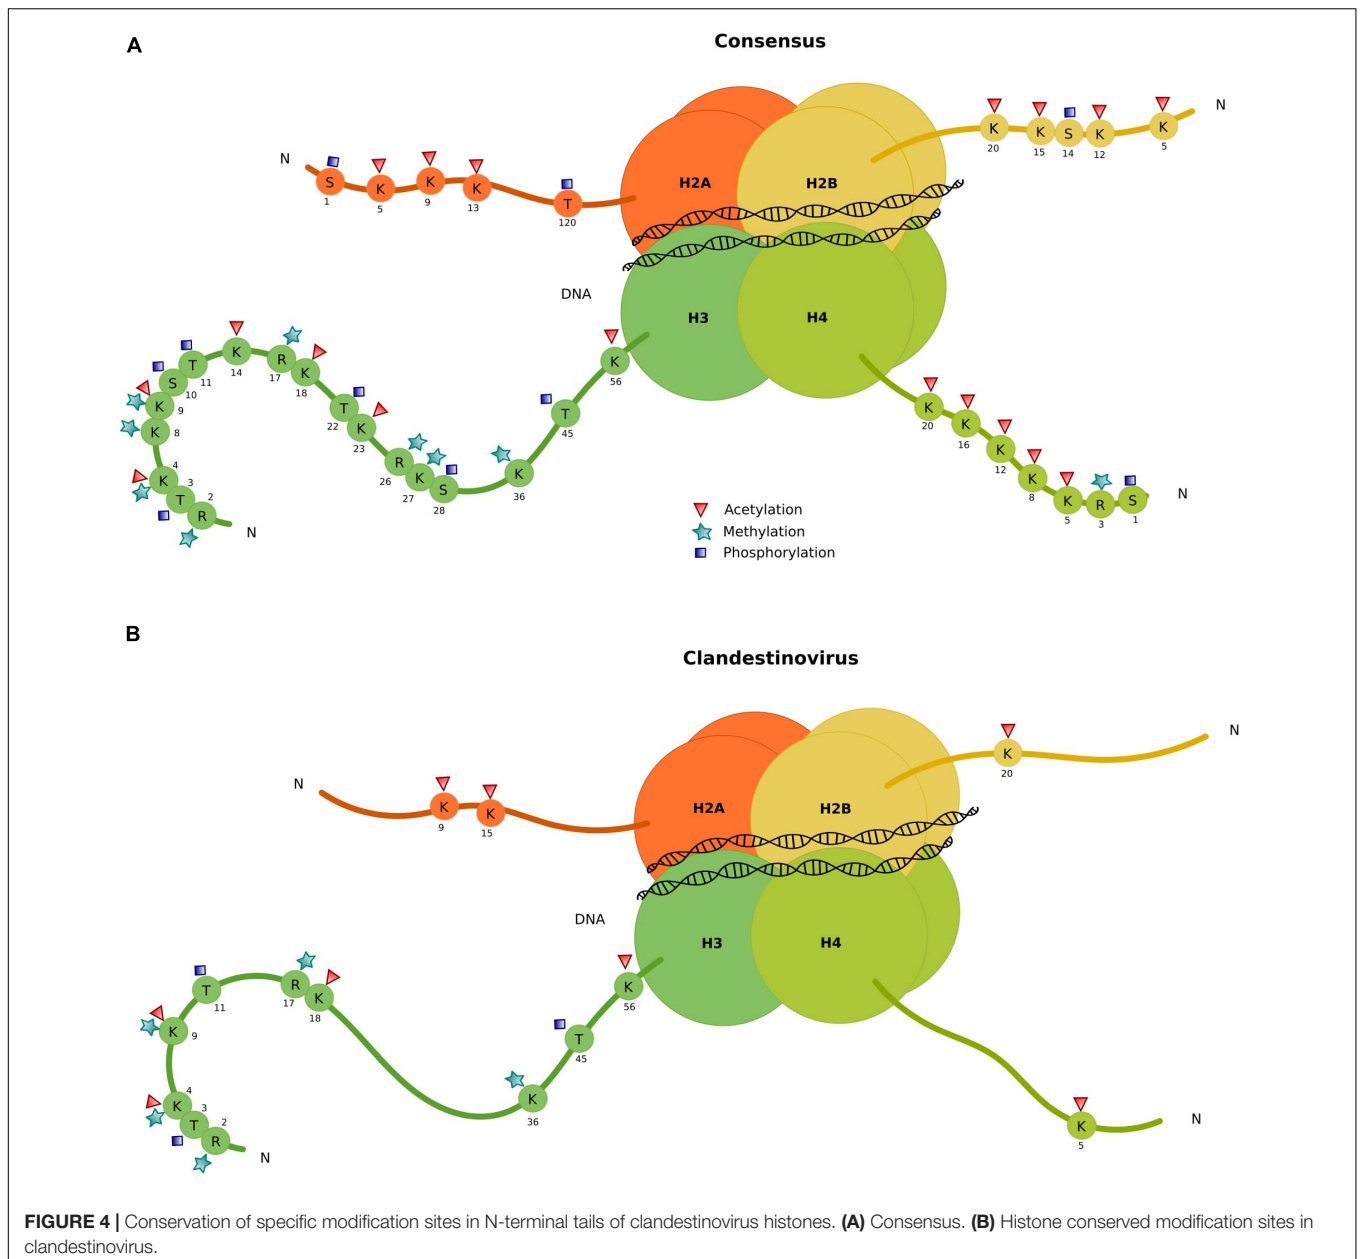 A
Consensus
N
S K K K T
1 5 9 13 120
H2A
H2B
K K S K K
20 15 14 12 5
N
DNA
H3
H4
N
R T K K K S T K R K T K R K S K T K
2 3 4 8 9 10 11 14 17 18 22 23 26 27 28 36 45 56
K K K K K R S
20 16 12 8 5 3 1
N
Acetylation
Methylation
Phosphorylation
B
Clandestinovirus
N
K K
9 15
H2A
H2B
K
20
N
DNA
H3
H4
N
R T K K T R K K T K
2 3 4 9 11 17 18 36 45 56
K
5
N
FIGURE 4 | Conservation of specific modification sites in N-terminal tails of clandestinovirus histones. (A) Consensus. (B) Histone conserved modification sites in
clandestinovirus.